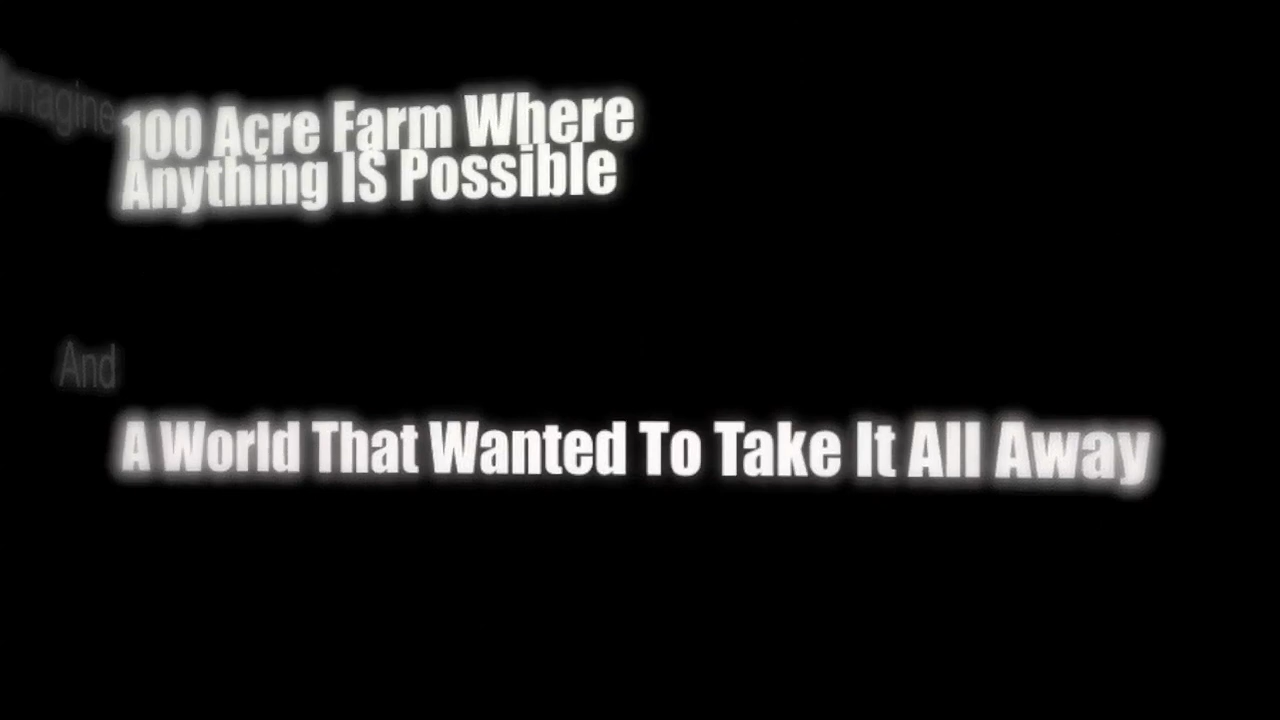 Imagine
100 Acre Farm Where
Anything IS Possible
And
A World That Wanted To Take It All Away